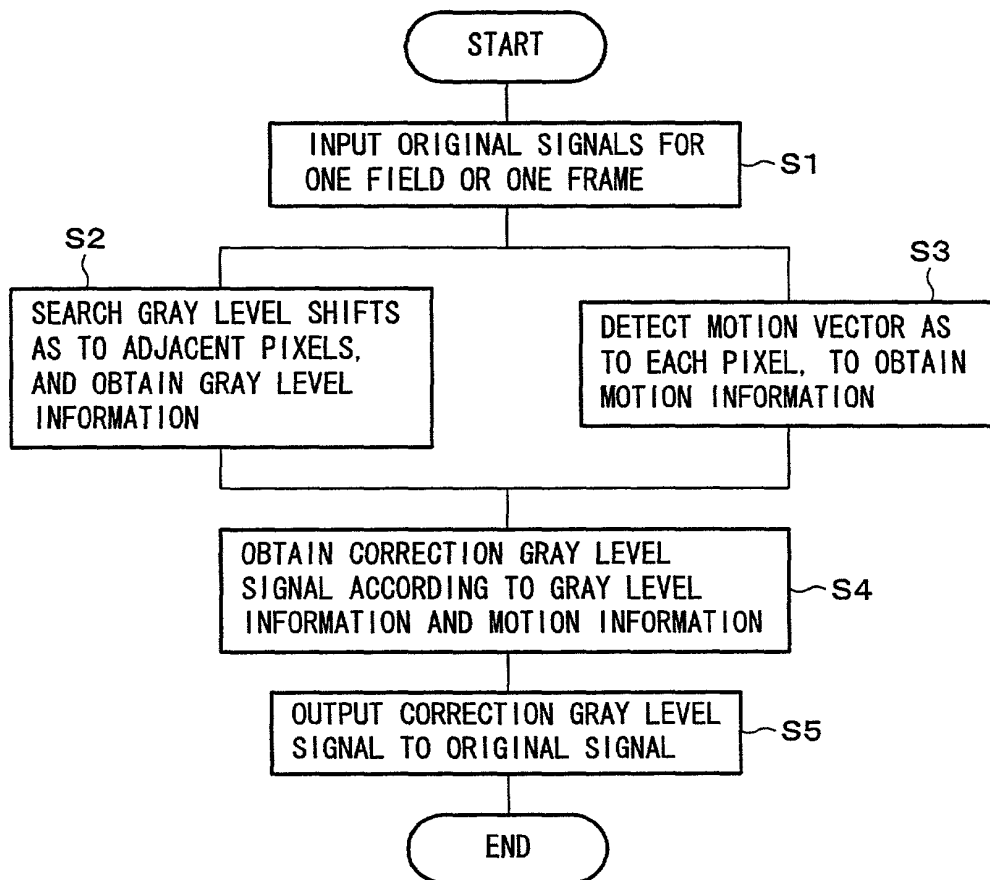 START
INPUT ORIGINAL SIGNALS FOR
ONE FIELD OR ONE FRAME
S1
S2
SEARCH GRAY LEVEL SHIFTS
AS TO ADJACENT PIXELS,
AND OBTAIN GRAY LEVEL
INFORMATION
S3
DETECT MOTION VECTOR AS
TO EACH PIXEL, TO OBTAIN
MOTION INFORMATION
OBTAIN CORRECTION GRAY LEVEL
SIGNAL ACCORDING TO GRAY LEVEL
INFORMATION AND MOTION INFORMATION
S4
OUTPUT CORRECTION GRAY LEVEL
SIGNAL TO ORIGINAL SIGNAL
S5
END